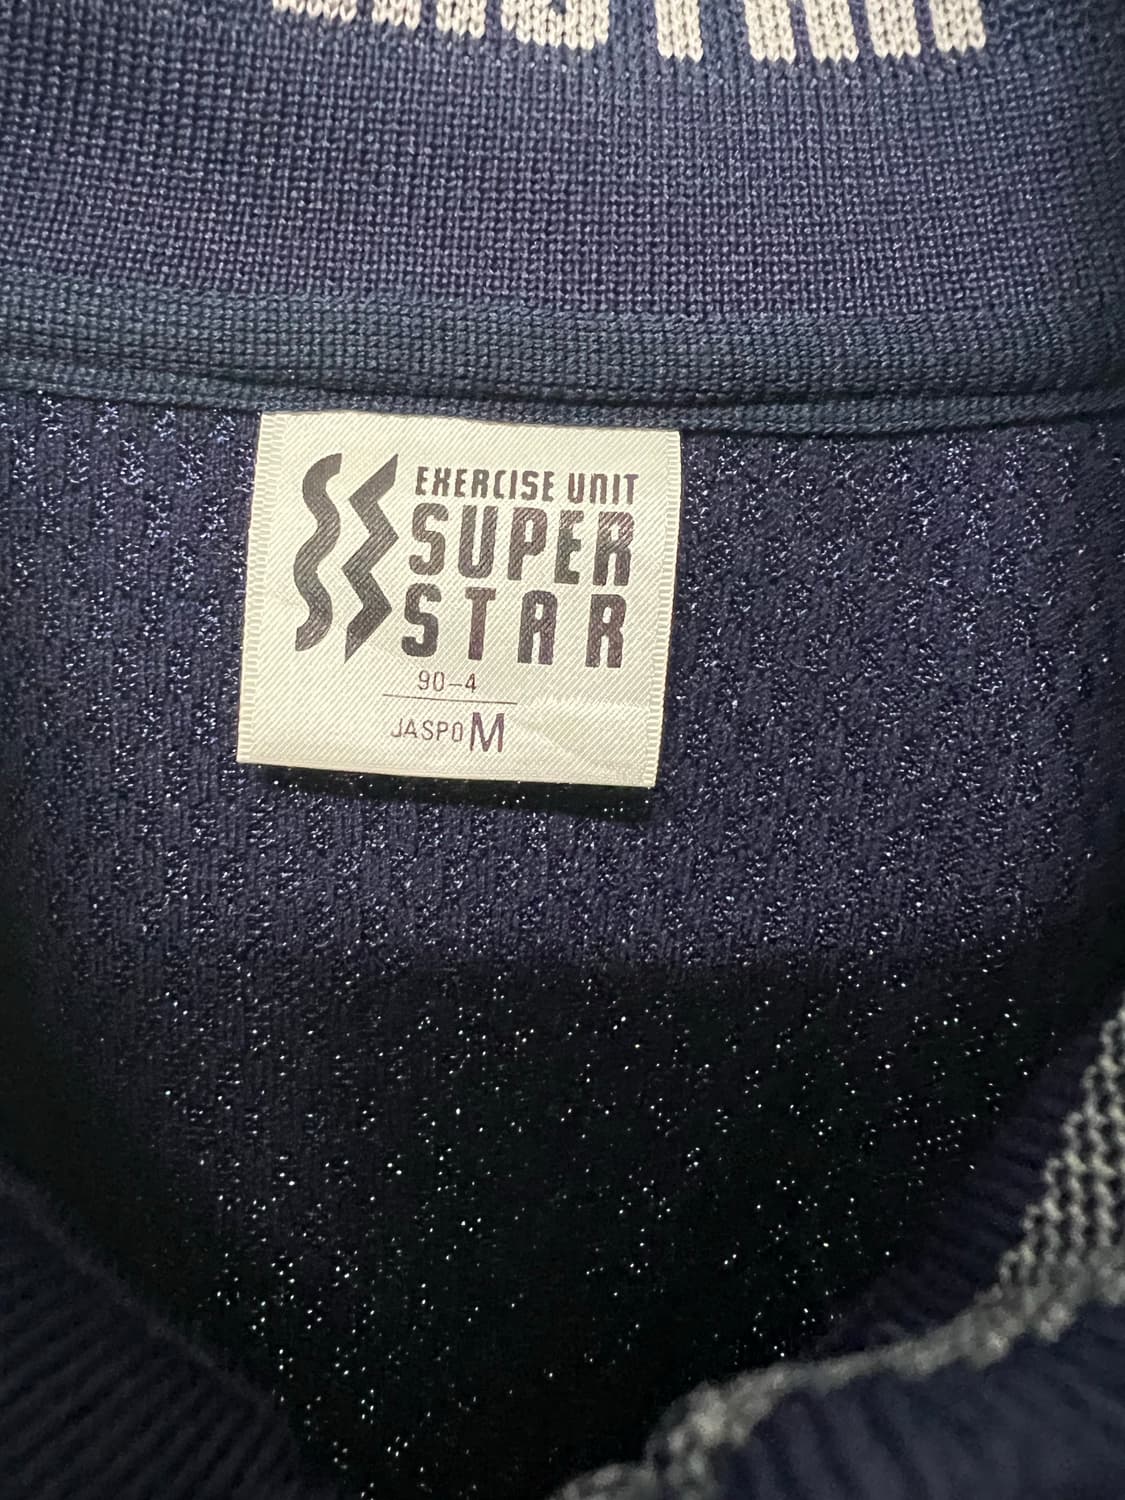 EXERCISE UNIT
SUPER
STAR
90-4
JASPO M